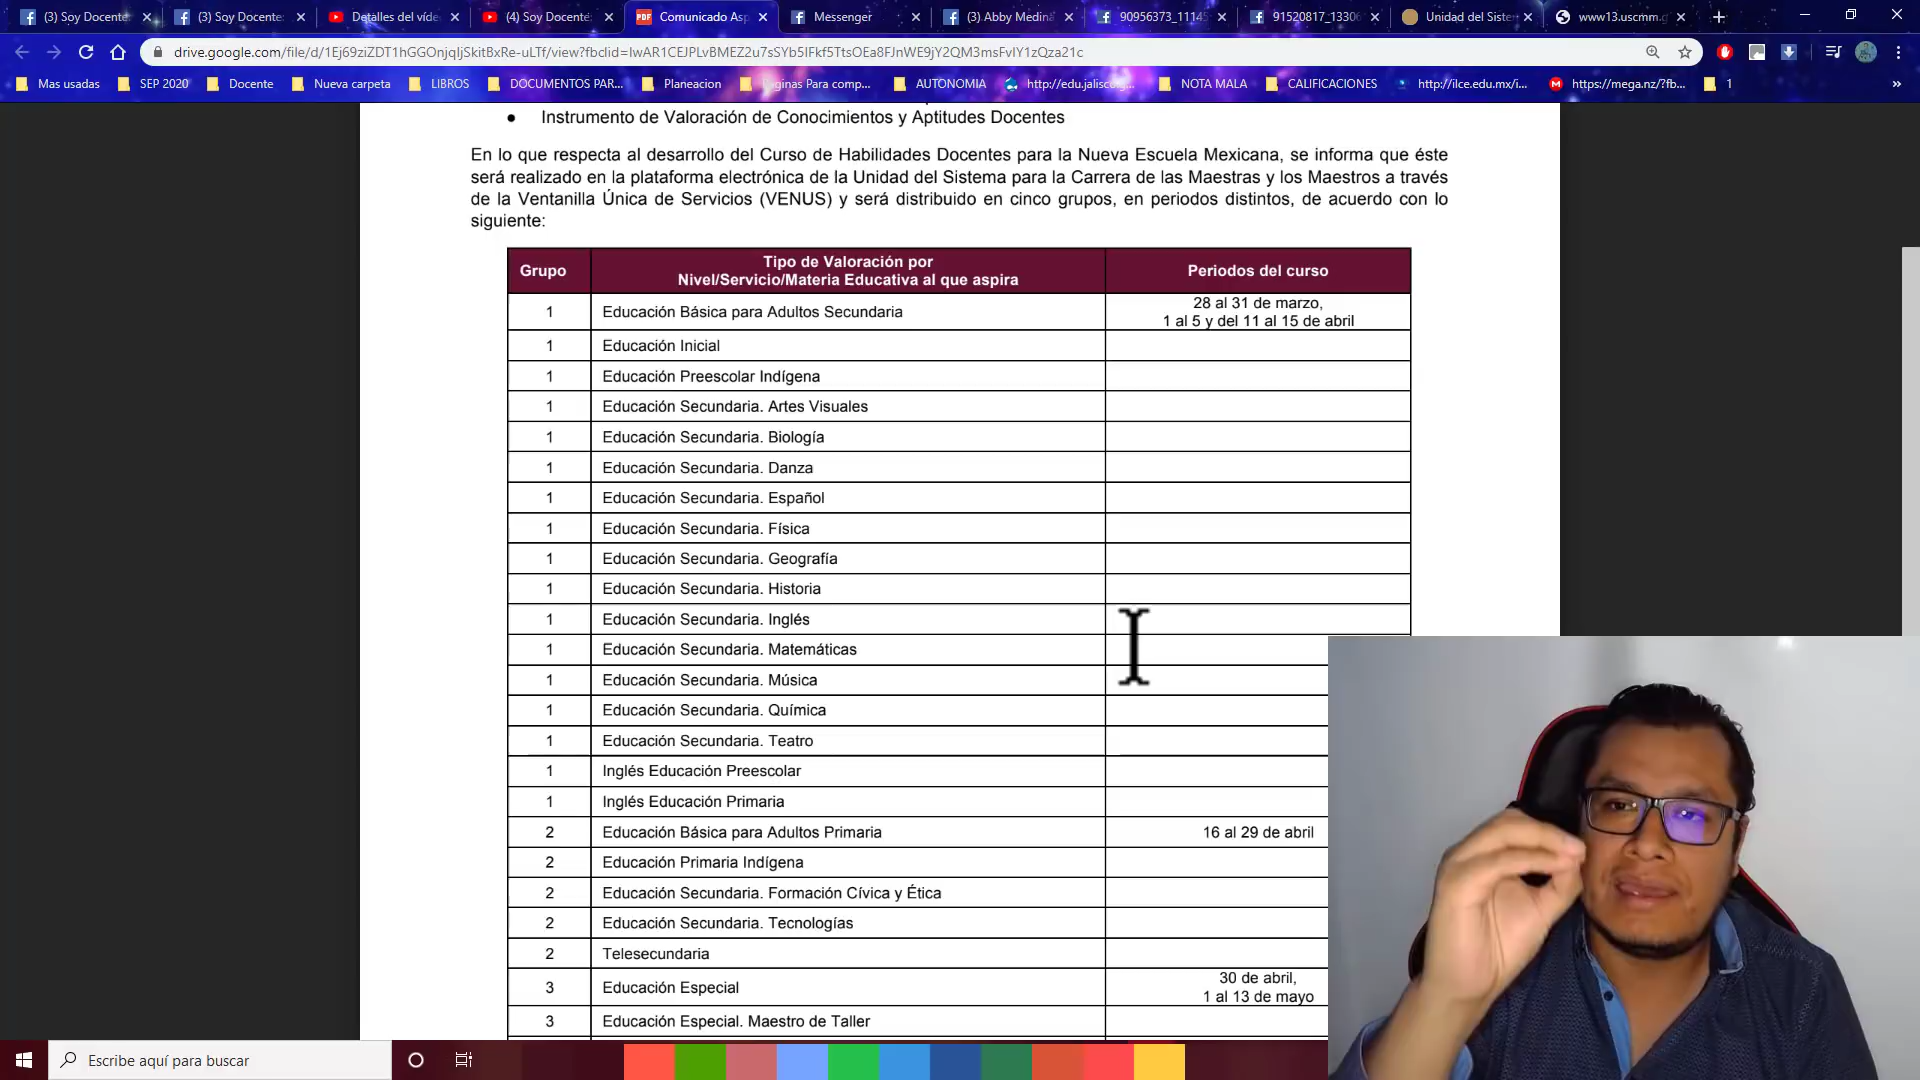 (3) Soy Docente:
(3) Soy Docente:
Detalles del víde
(4) Soy Docente:
PDF Comunicado Asp
Messenger
(3) Abby Medina
90956373_1114
91520817_1330
Unidad del Siste
www13.uscmm.g
drive.google.com/file/d/1Ej69ziZDT1hGGOnjqIjSkitBxRe-uLTf/view?fbclid=IwAR1CEJPLvBMEZ2u7sSYb5IFkf5TtsOEa8FJnWE9jY2QM3msFvIY1zQza21c
Mas usadas
SEP 2020
Docente
Nueva carpeta
LIBROS
DOCUMENTOS PAR...
Planeacion
Paginas Para comp...
AUTONOMIA
http://edu.jalisco.g...
NOTA MALA
CALIFICACIONES
http://ilce.edu.mx/i...
https://mega.nz/?fb...
1
»
● Instrumento de Valoración de Conocimientos y Aptitudes Docentes
En lo que respecta al desarrollo del Curso de Habilidades Docentes para la Nueva Escuela Mexicana, se informa que éste
será realizado en la plataforma electrónica de la Unidad del Sistema para la Carrera de las Maestras y los Maestros a través
de la Ventanilla Única de Servicios (VENUS) y será distribuido en cinco grupos, en periodos distintos, de acuerdo con lo
siguiente:
Grupo Tipo de Valoración por Nivel/Servicio/Materia Educativa al que aspira Periodos del curso
1 Educación Básica para Adultos Secundaria 28 al 31 de marzo, 1 al 5 y del 11 al 15 de abril
1 Educación Inicial
1 Educación Preescolar Indígena
1 Educación Secundaria. Artes Visuales
1 Educación Secundaria. Biología
1 Educación Secundaria. Danza
1 Educación Secundaria. Español
1 Educación Secundaria. Física
1 Educación Secundaria. Geografía
1 Educación Secundaria. Historia
1 Educación Secundaria. Inglés
1 Educación Secundaria. Matemáticas
1 Educación Secundaria. Música
1 Educación Secundaria. Química
1 Educación Secundaria. Teatro
1 Inglés Educación Preescolar
1 Inglés Educación Primaria
2 Educación Básica para Adultos Primaria 16 al 29 de abril
2 Educación Primaria Indígena
2 Educación Secundaria. Formación Cívica y Ética
2 Educación Secundaria. Tecnologías
2 Telesecundaria
3 Educación Especial 30 de abril, 1 al 13 de mayo
3 Educación Especial. Maestro de Taller
Escribe aquí para buscar